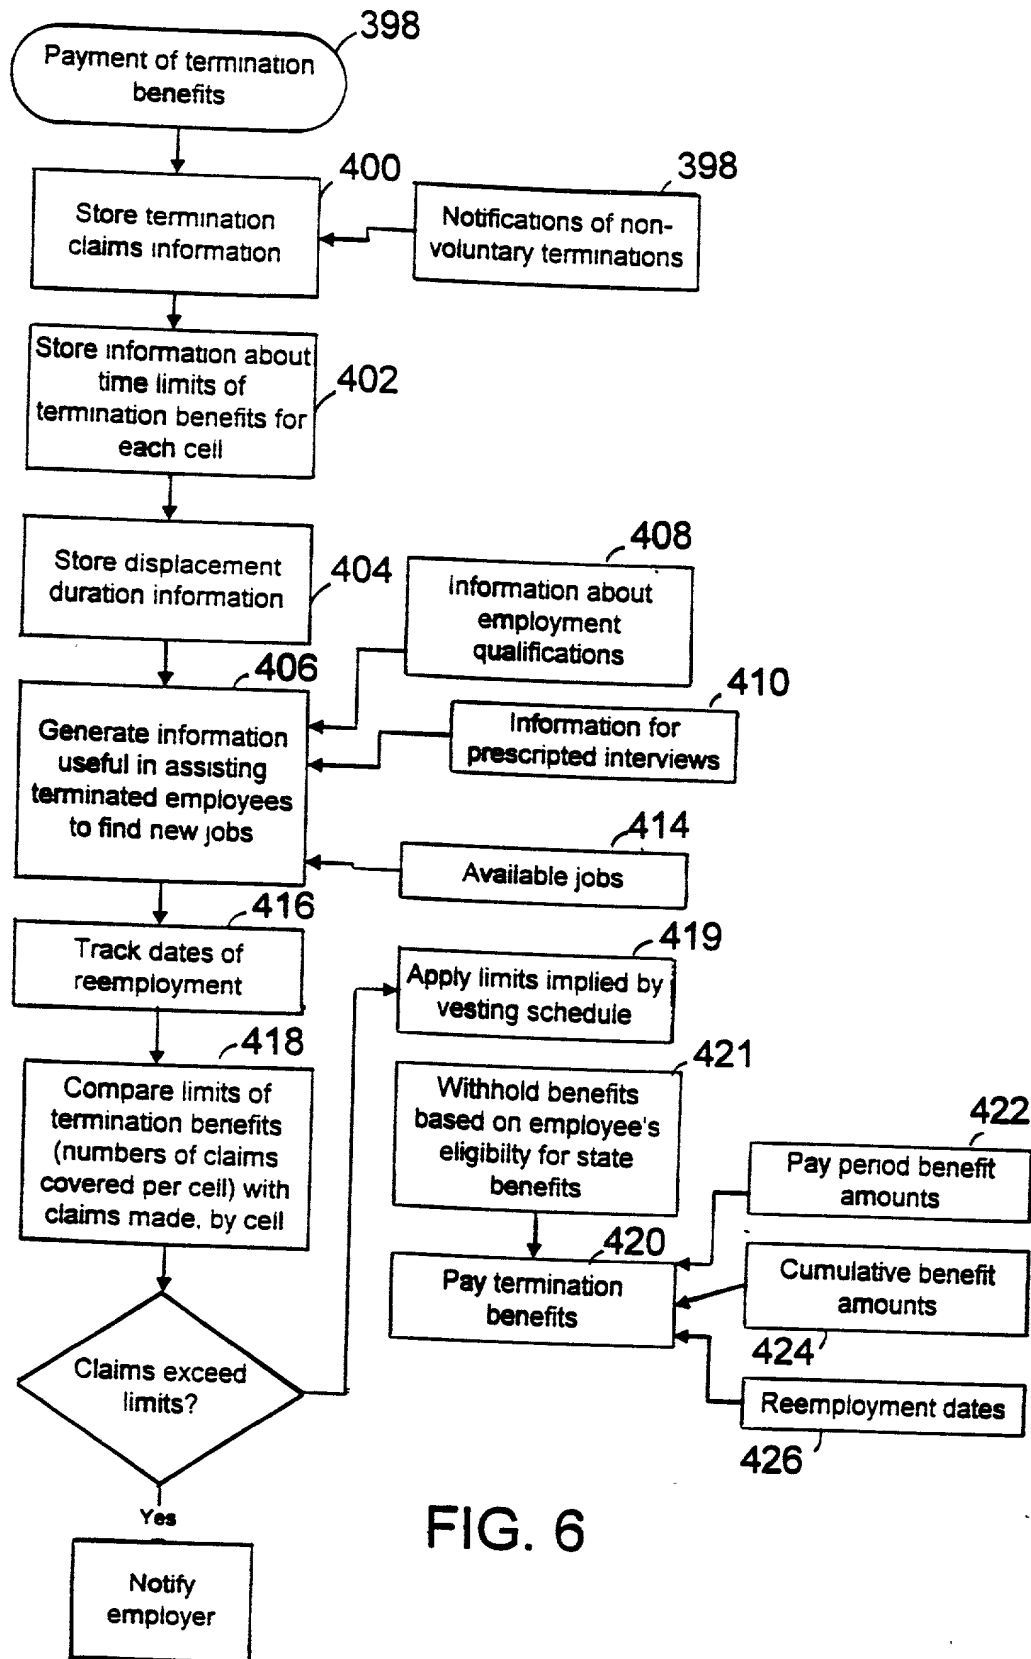 398
Payment of termination
benefits
400
Store termination
claims information
398
Notifications of non-
voluntary terminations
Store information about
time limits of
termination benefits for
each cell
402
Store displacement
duration information
404
408
Information about
employment
qualifications
406
Generate information
useful in assisting
terminated employees
to find new jobs
410
Information for
prescripted interviews
414
Available jobs
416
Track dates of
reemployment
419
Apply limits implied by
vesting schedule
418
Compare limits of
termination benefits
(numbers of claims
covered per cell) with
claims made, by cell
421
Withhold benefits
based on employee's
eligibilty for state
benefits
422
Pay period benefit
amounts
420
Pay termination
benefits
Cumulative benefit
amounts
424
Claims exceed
limits?
Reemployment dates
426
Yes
Notify
employer
FIG. 6